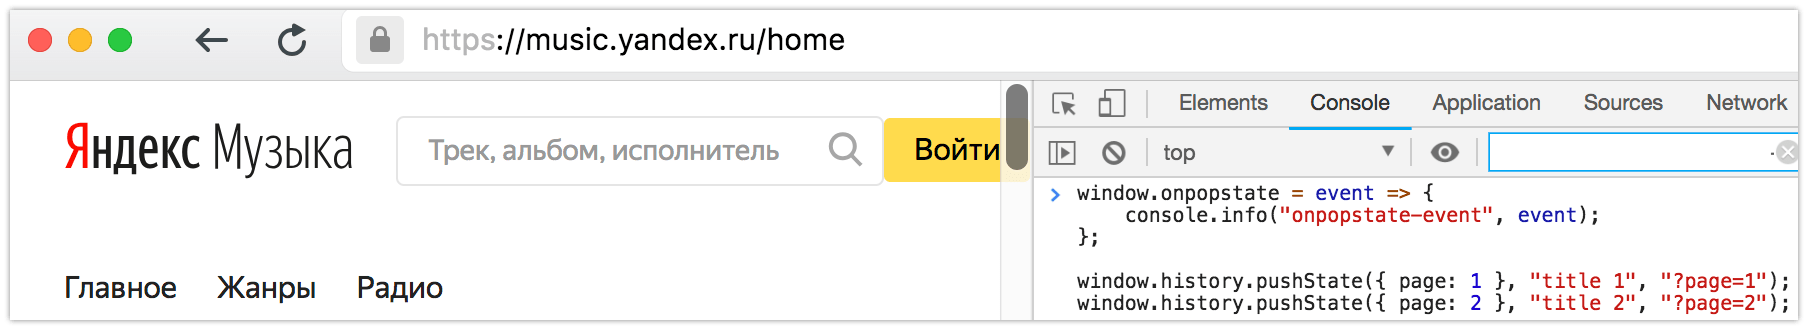 https://music.yandex.ru/home
Яндекс Музыка
Трек, альбом, исполнитель
Войти
Главное Жанры Радио
Elements Console Application Sources Network
top
window.onpopstate = event => {
    console.info("onpopstate-event", event);
};
window.history.pushState({ page: 1 }, "title 1", "?page=1");
window.history.pushState({ page: 2 }, "title 2", "?page=2");